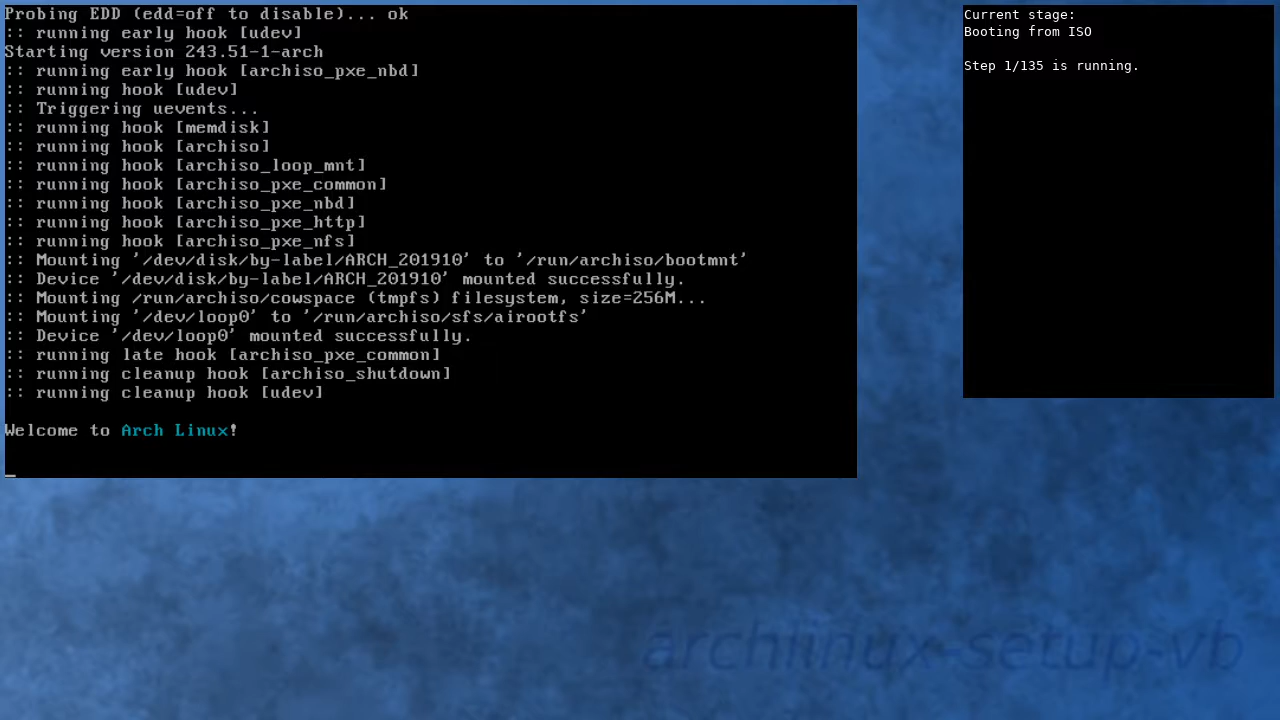 Probing EDD (edd=off to disable)... ok
:: running early hook [udev]
Starting version 243.51-1-arch
:: running early hook [archiso_pxe_nbd]
:: running hook [udev]
:: Triggering uevents...
:: running hook [memdisk]
:: running hook [archiso]
:: running hook [archiso_loop_mnt]
:: running hook [archiso_pxe_common]
:: running hook [archiso_pxe_nbd]
:: running hook [archiso_pxe_http]
:: running hook [archiso_pxe_nfs]
:: Mounting '/dev/disk/by-label/ARCH_201910' to '/run/archiso/bootmnt'
:: Device '/dev/disk/by-label/ARCH_201910' mounted successfully.
:: Mounting /run/archiso/cowspace (tmpfs) filesystem, size=256M...
:: Mounting '/dev/loop0' to '/run/archiso/sfs/airootfs'
:: Device '/dev/loop0' mounted successfully.
:: running late hook [archiso_pxe_common]
:: running cleanup hook [archiso_shutdown]
:: running cleanup hook [udev]
Welcome to Arch Linux!
Current stage:
Booting from ISO
Step 1/135 is running.
archlinux-setup-vb